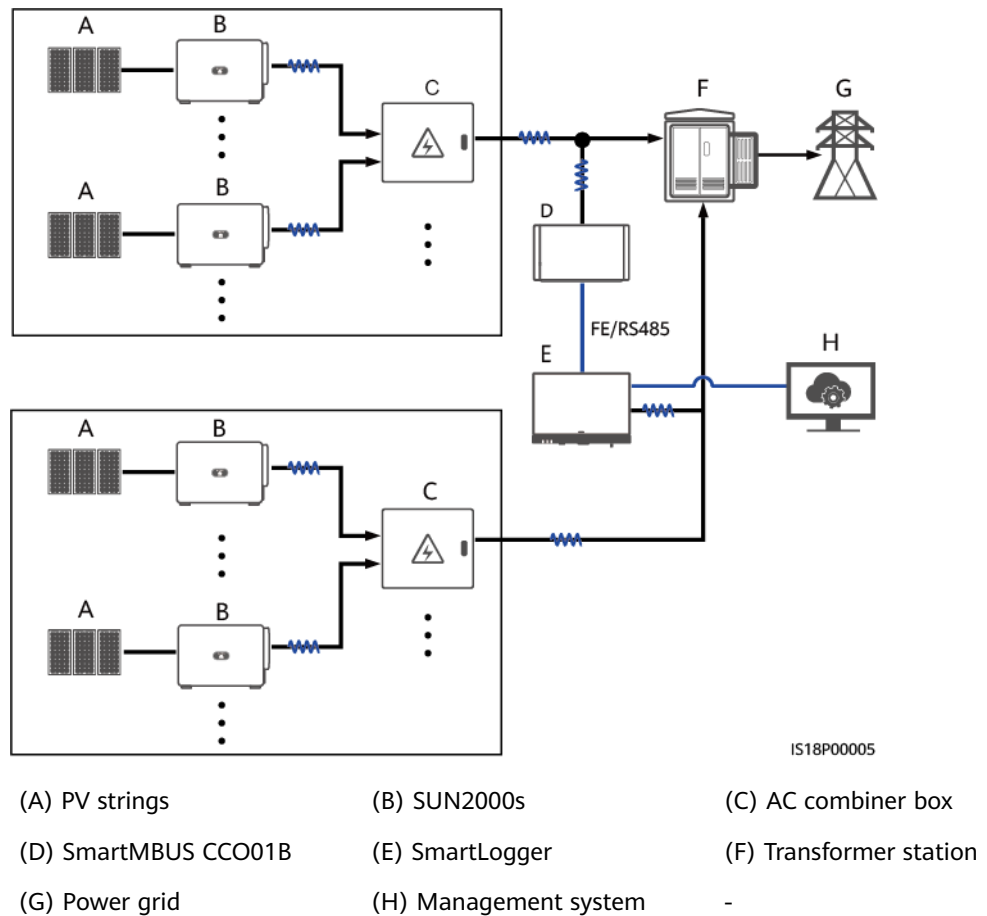 A
B
C
F
G
A
B
D
FE/RS485
E
H
A
B
C
A
B
IS18P00005
(A) PV strings (B) SUN2000s (C) AC combiner box
(D) SmartMBUS CCO01B (E) SmartLogger (F) Transformer station
(G) Power grid (H) Management system -